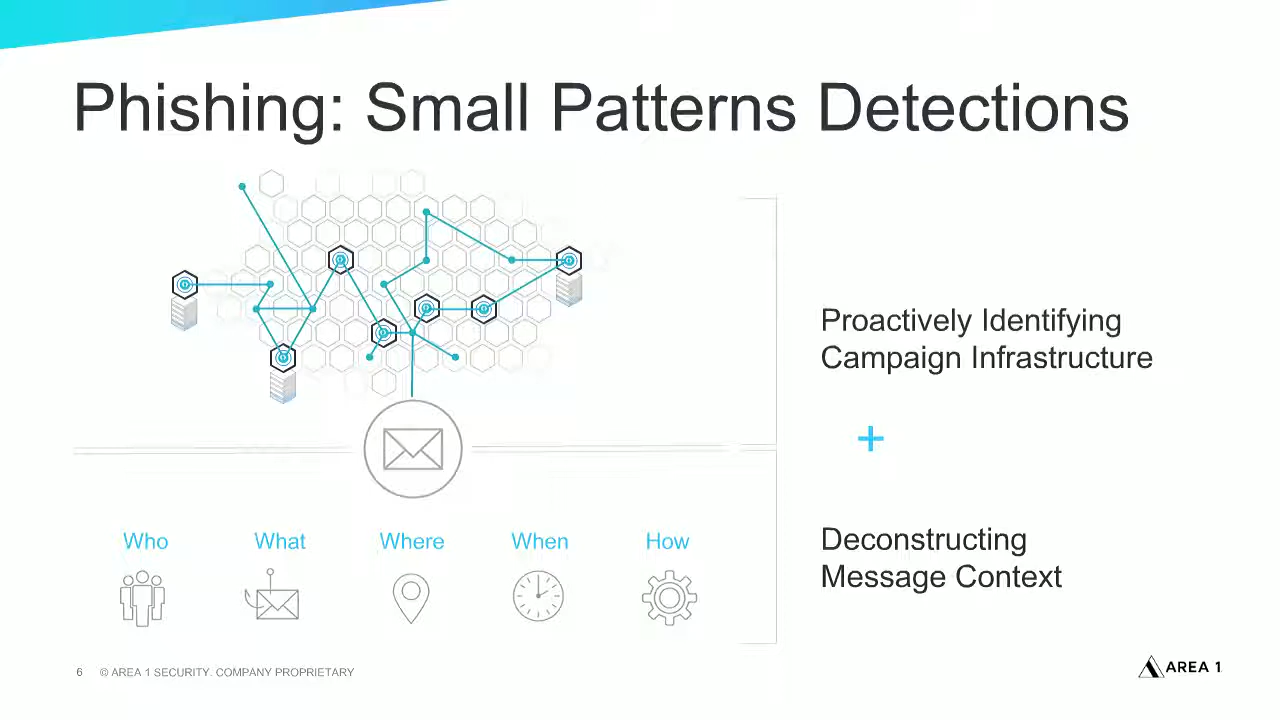 Phishing: Small Patterns Detections
Proactively Identifying
Campaign Infrastructure
+
Who What Where When How
Deconstructing
Message Context
6 © AREA 1 SECURITY. COMPANY PROPRIETARY
AREA 1